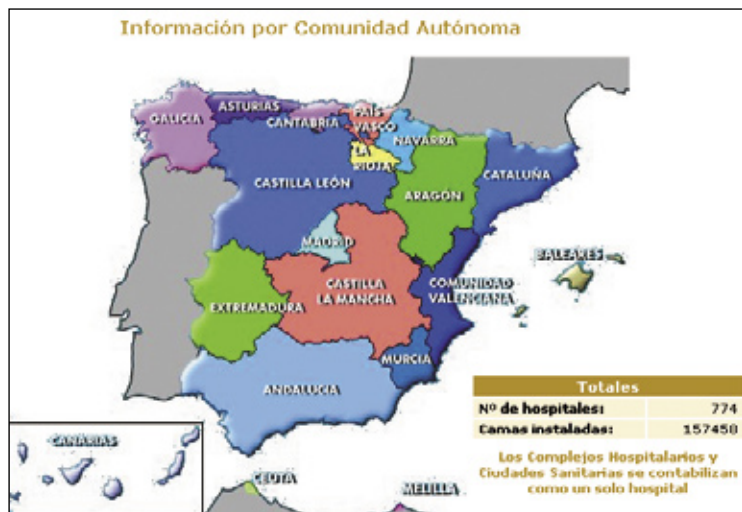 Información por Comunidad Autónoma
ASTURIAS
GALICIA
CANTABRIA
PAÍS
VASCO
NAVARRA
LA
RIOJA
CASTILLA LEÓN
CATALUÑA
ARAGÓN
MADRID
BALEARES
CASTILLA
LA MANCHA
COMUNIDAD
VALENCIANA
EXTREMADURA
MURCIA
ANDALUCIA
Totales
Nº de hospitales: 774
Camas instaladas: 157450
Los Complejos Hospitalarios y
Ciudades Sanitarias se contabilizan
como un solo hospital
CANARIAS
CEUTA
MELILLA